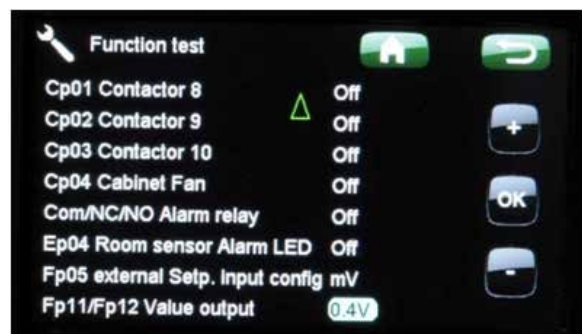 Function test
Cp01 Contactor 8 Off
Cp02 Contactor 9 Off
Cp03 Contactor 10 Off
Cp04 Cabinet Fan Off
Com/NC/NO Alarm relay Off
Ep04 Room sensor Alarm LED Off
Fp05 external Setp. Input config mV
Fp11/Fp12 Value output 0.4V
+
OK
-